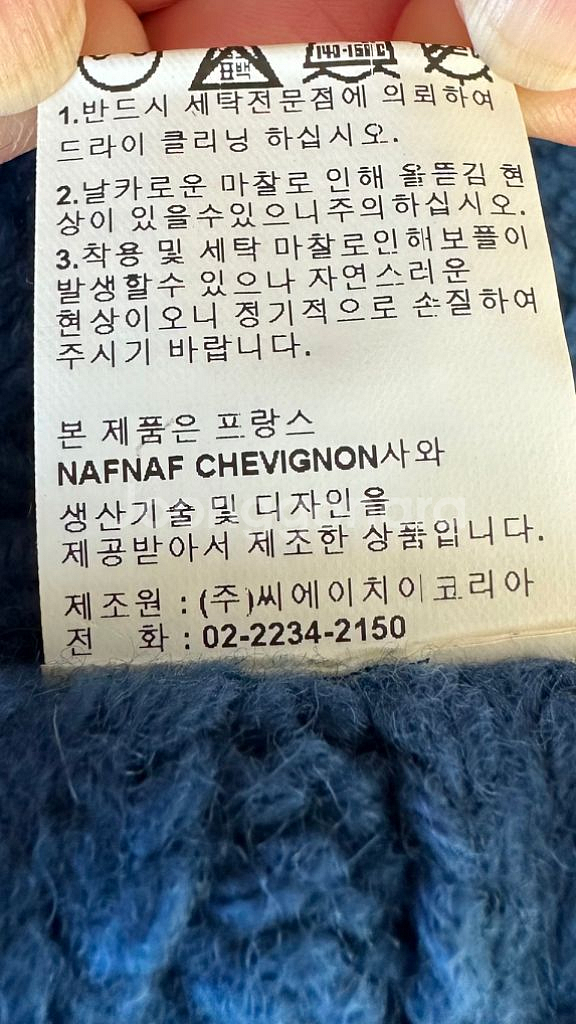 표백
140-160°C
1.반드시 세탁전문점에 의뢰하여
드라이 클리닝 하십시오.
2.날카로운 마찰로 인해 올뜯김 현
상이 있을수있으니주의하십시오.
3.착용 및 세탁 마찰로인해보플이
발생할수 있으나 자연스러운
현상이오니 정기적으로 손질하여
주시기 바랍니다.
본 제품은 프랑스
NAFNAF CHEVIGNON사와
생산기술및 디자인을
제공받아서 제조한 상품입니다.
제조원 : (주)씨에이치이코리아
전 화 : 02-2234-2150